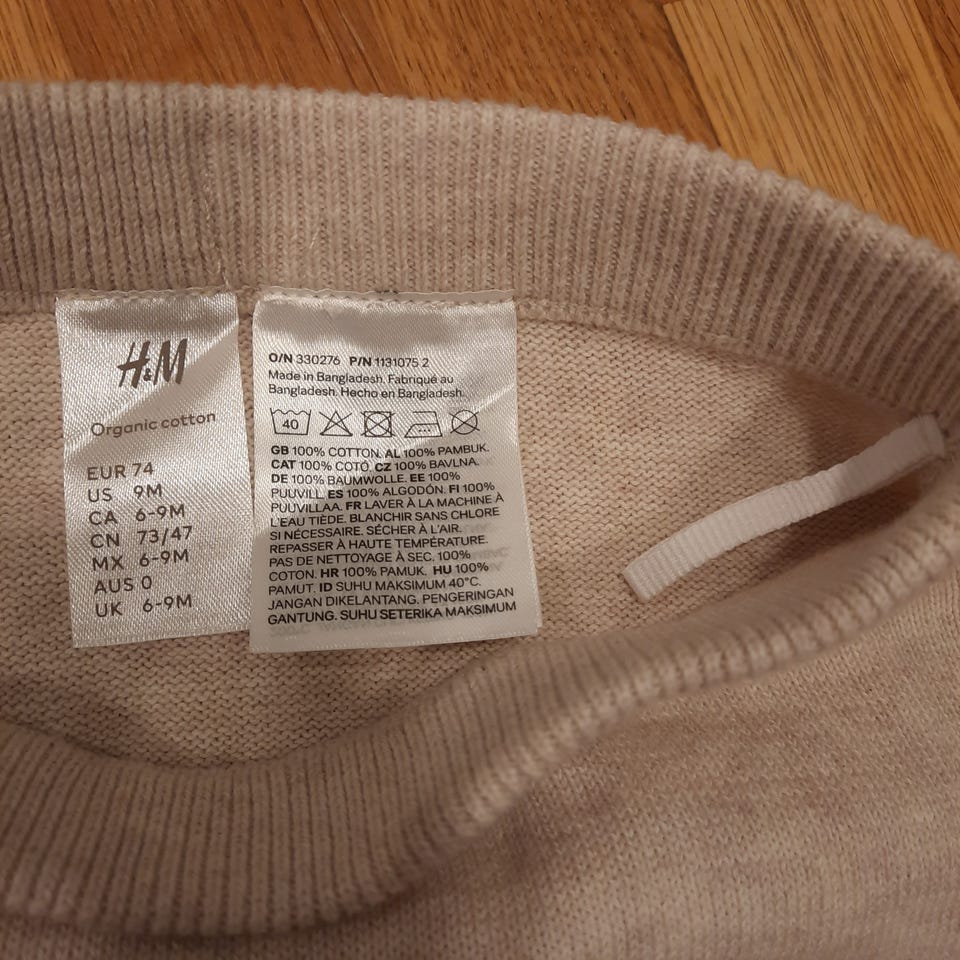 H&M
Organic cotton
EUR 74
US 9M
CA 6-9M
CN 73/47
MX 6-9M
AUS 0
UK 6-9M
O/N 330276 P/N 1131075 2
Made in Bangladesh. Fabriqué au
Bangladesh. Hecho en Bangladesh.
40
GB 100% COTTON. AL 100% PAMBUK.
CAT 100% COTÓ. CZ 100% BAVLNA.
DE 100% BAUMWOLLE. EE 100%
PUUVILL. ES 100% ALGODÓN. FI 100%
PUUVILLAA. FR LAVER À LA MACHINE À
L'EAU TIÈDE. BLANCHIR SANS CHLORE
SI NÉCESSAIRE. SÉCHER À L'AIR.
REPASSER À HAUTE TEMPÉRATURE.
PAS DE NETTOYAGE À SEC. 100%
COTON. HR 100% PAMUK. HU 100%
PAMUT. ID SUHU MAKSIMUM 40°C.
JANGAN DIKELANTANG. PENGERINGAN
GANTUNG. SUHU SETERIKA MAKSIMUM